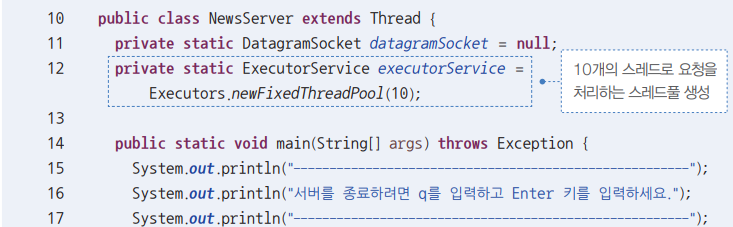 10 public class NewsServer extends Thread {
11 private static DatagramSocket datagramSocket = null;
12 private static ExecutorService executorService =
Executors.newFixedThreadPool(10);
10개의 스레드로 요청을
처리하는 스레드풀 생성
13
14 public static void main(String[] args) throws Exception {
15 System.out.println("--------------------------------------------------");
16 System.out.println("서버를 종료하려면 q를 입력하고 Enter 키를 입력하세요.");
17 System.out.println("--------------------------------------------------");